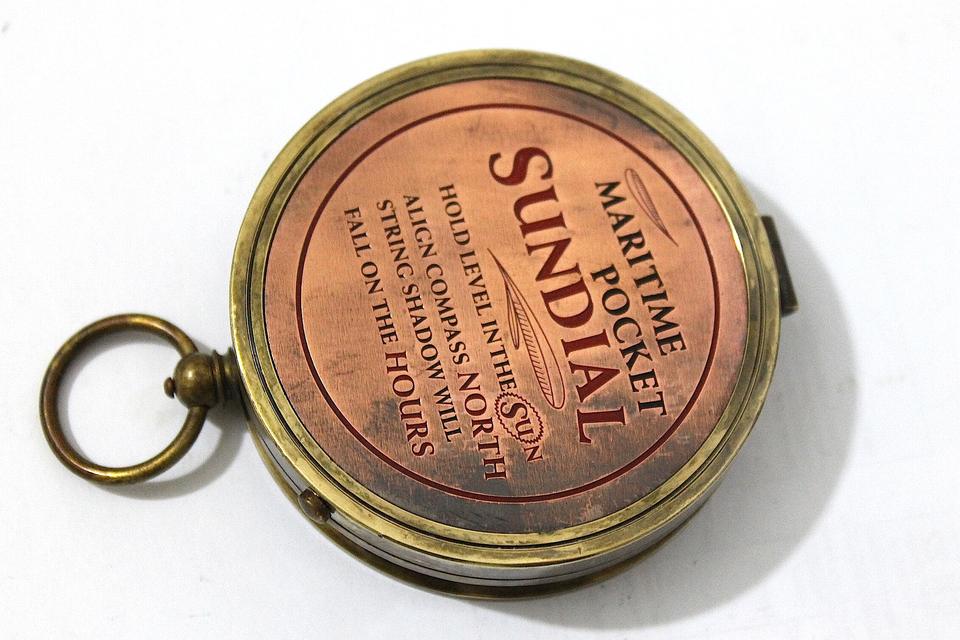 MARITIME
POCKET
SUNDIAL
HOLD LEVEL IN THE SUN
ALIGN COMPASS NORTH
STRING SHADOW WILL
FALL ON THE HOURS